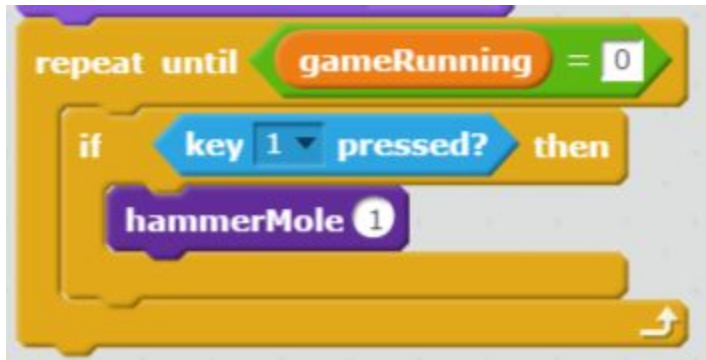 repeat until gameRunning = 0
if key 1 pressed? then
hammerMole 1